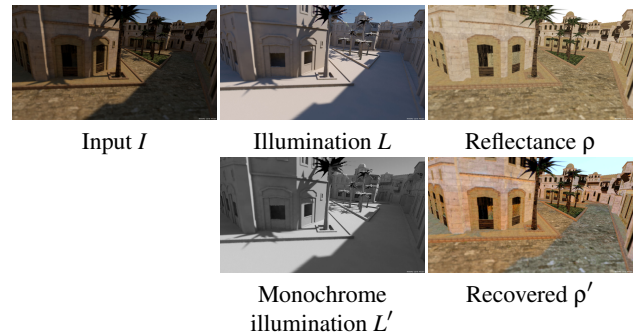 Input I
Illumination L
Reflectance ρ
Monochrome
illumination L′
Recovered ρ′